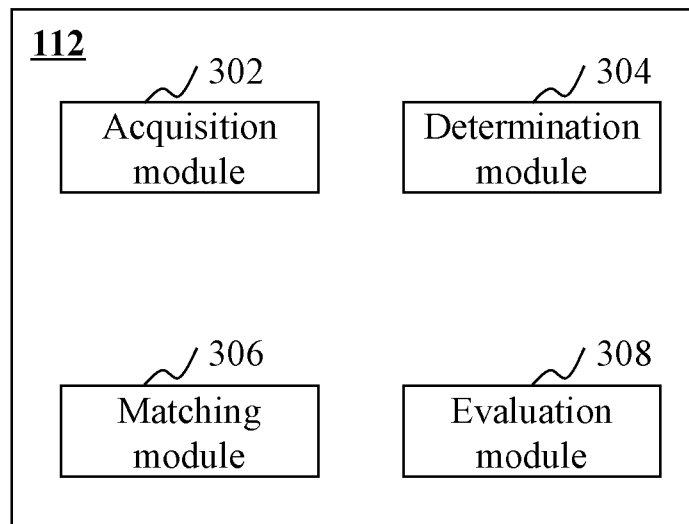 112
302
304
Acquisition
module
Determination
module
306
308
Matching
module
Evaluation
module